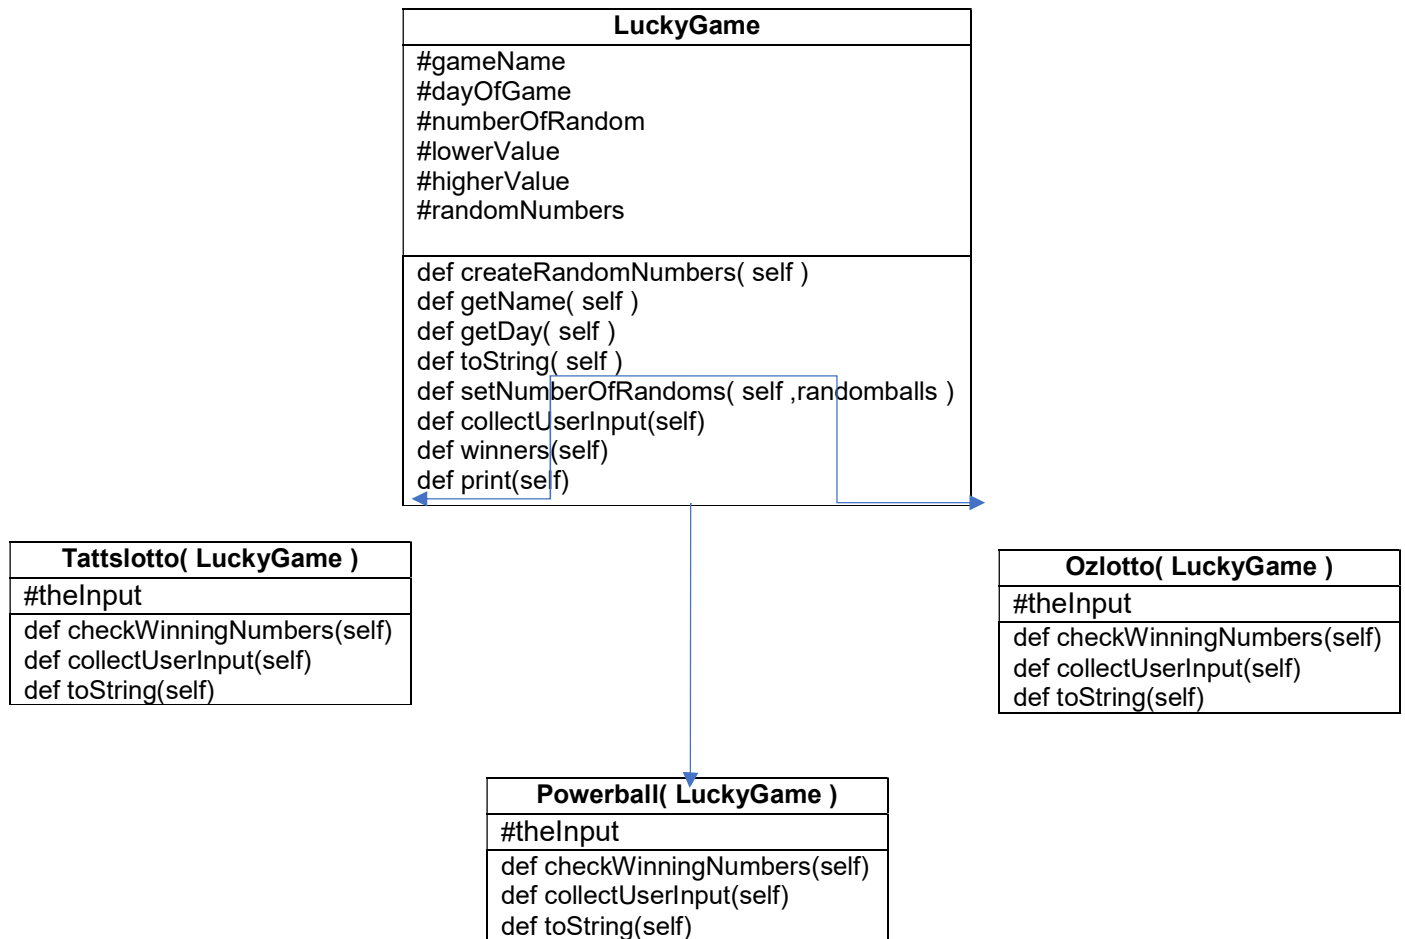 LuckyGame
#gameName
#dayOfGame
#numberOfRandom
#lowerValue
#higherValue
#randomNumbers
def createRandomNumbers( self )
def getName( self )
def getDay( self )
def toString( self )
def setNumberOfRandoms( self ,randomballs )
def collectUserInput(self)
def winners(self)
def print(self)
Tattslotto( LuckyGame )
#theInput
def checkWinningNumbers(self)
def collectUserInput(self)
def toString(self)
Ozlotto( LuckyGame )
#theInput
def checkWinningNumbers(self)
def collectUserInput(self)
def toString(self)
Powerball( LuckyGame )
#theInput
def checkWinningNumbers(self)
def collectUserInput(self)
def toString(self)